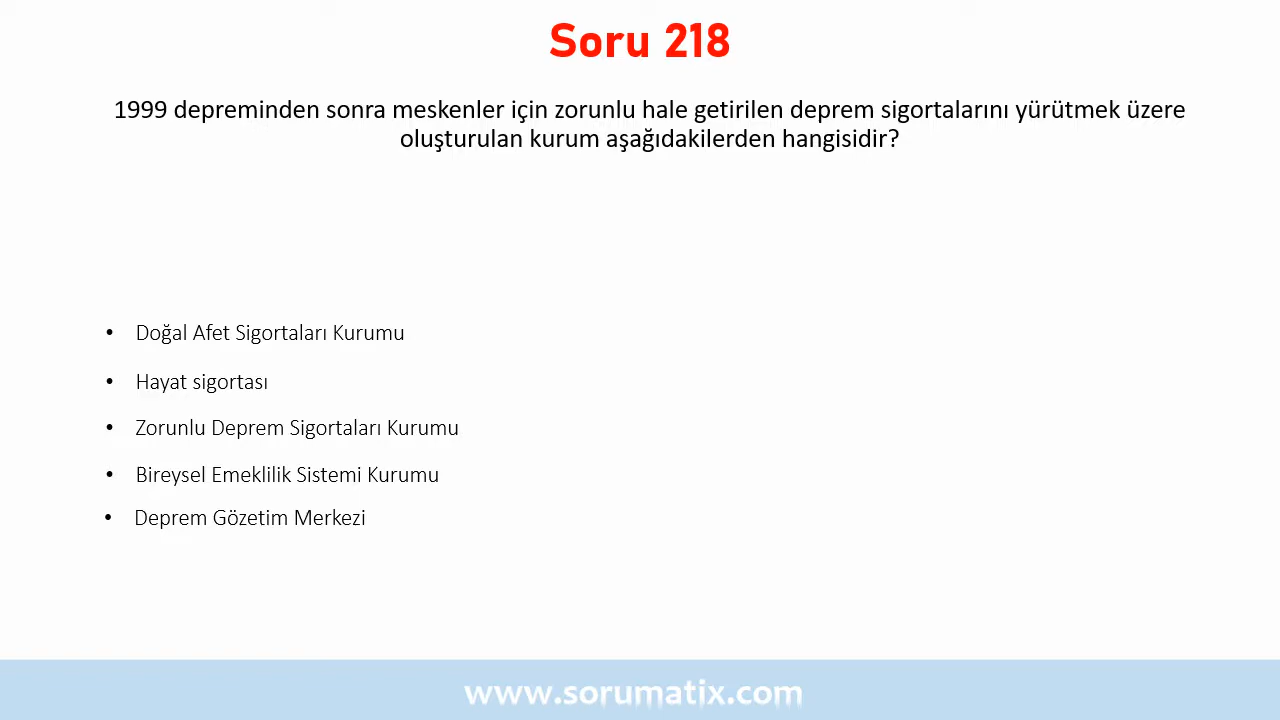 Soru 218
1999 depreminden sonra meskenler için zorunlu hale getirilen deprem sigortalarını yürütmek üzere
oluşturulan kurum aşağıdakilerden hangisidir?
• Doğal Afet Sigortaları Kurumu
• Hayat sigortası
• Zorunlu Deprem Sigortaları Kurumu
• Bireysel Emeklilik Sistemi Kurumu
• Deprem Gözetim Merkezi
www.sorumatix.com